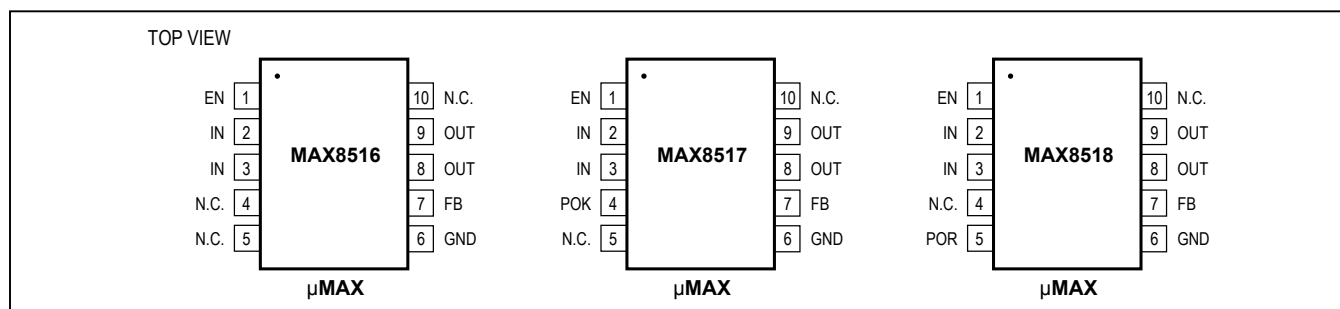 TOP VIEW
EN 1 10 N.C. EN 1 10 N.C. EN 1 10 N.C.
IN 2 9 OUT IN 2 9 OUT IN 2 9 OUT
MAX8516 MAX8517 MAX8518
IN 3 8 OUT IN 3 8 OUT IN 3 8 OUT
N.C. 4 7 FB POK 4 7 FB N.C. 4 7 FB
N.C. 5 6 GND N.C. 5 6 GND POR 5 6 GND
µMAX µMAX µMAX